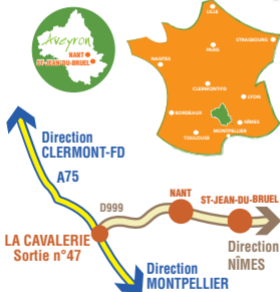 Aveyron
NANT
ST-JEAN-DU-BRUEL
LILLE
STRASBOURG
PARIS
NANTES
CLERMONT-FD
LYON
BORDEAUX
NÎMES
MONTPELLIER
TOULOUSE
Direction
CLERMONT-FD
A75
D999
NANT
ST-JEAN-DU-BRUEL
LA CAVALERIE
Sortie n°47
Direction
NÎMES
Direction
MONTPELLIER